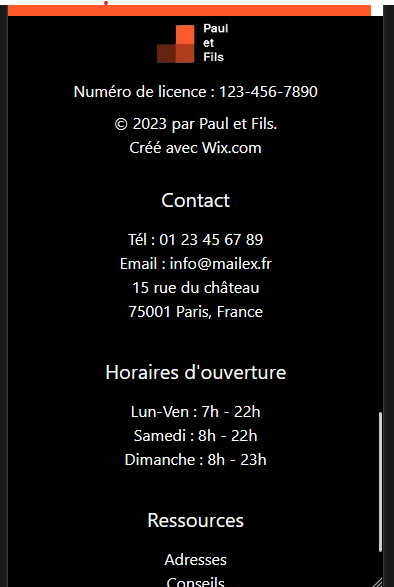 Paul
et
Fils
Numéro de licence : 123-456-7890
© 2023 par Paul et Fils.
Créé avec Wix.com
Contact
Tél : 01 23 45 67 89
Email : info@mailex.fr
15 rue du château
75001 Paris, France
Horaires d'ouverture
Lun-Ven : 7h - 22h
Samedi : 8h - 22h
Dimanche : 8h - 23h
Ressources
Adresses
Conseils